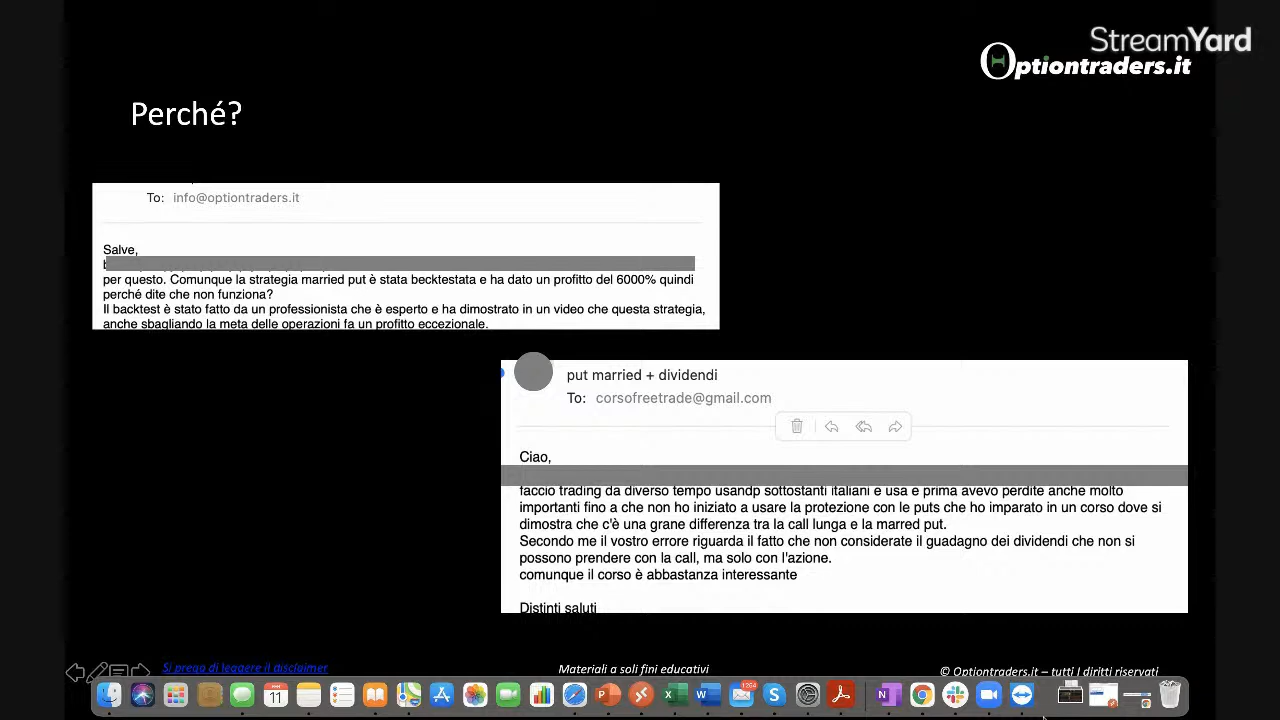 StreamYard
Optiontraders.it
Perché?
To: info@optiontraders.it
Salve,
per questo. Comunque la strategia married put è stata becktestata e ha dato un profitto del 6000% quindi
perché dite che non funziona?
Il backtest è stato fatto da un professionista che è esperto e ha dimostrato in un video che questa strategia,
anche sbagliando la meta delle operazioni fa un profitto eccezionale.
put married + dividendi
To: corsofreetrade@gmail.com
Ciao,
faccio trading da diverso tempo usandp sottostanti italiani e usa e prima avevo perdite anche molto
importanti fino a che non ho iniziato a usare la protezione con le puts che ho imparato in un corso dove si
dimostra che c'è una grane differenza tra la call lunga e la marred put.
Secondo me il vostro errore riguarda il fatto che non considerate il guadagno dei dividendi che non si
possono prendere con la call, ma solo con l'azione.
comunque il corso è abbastanza interessante
Distinti saluti
Si prega di leggere il disclaimer
Materiali a soli fini educativi
© Optiontraders.it – tutti I diritti riservati
11
1264